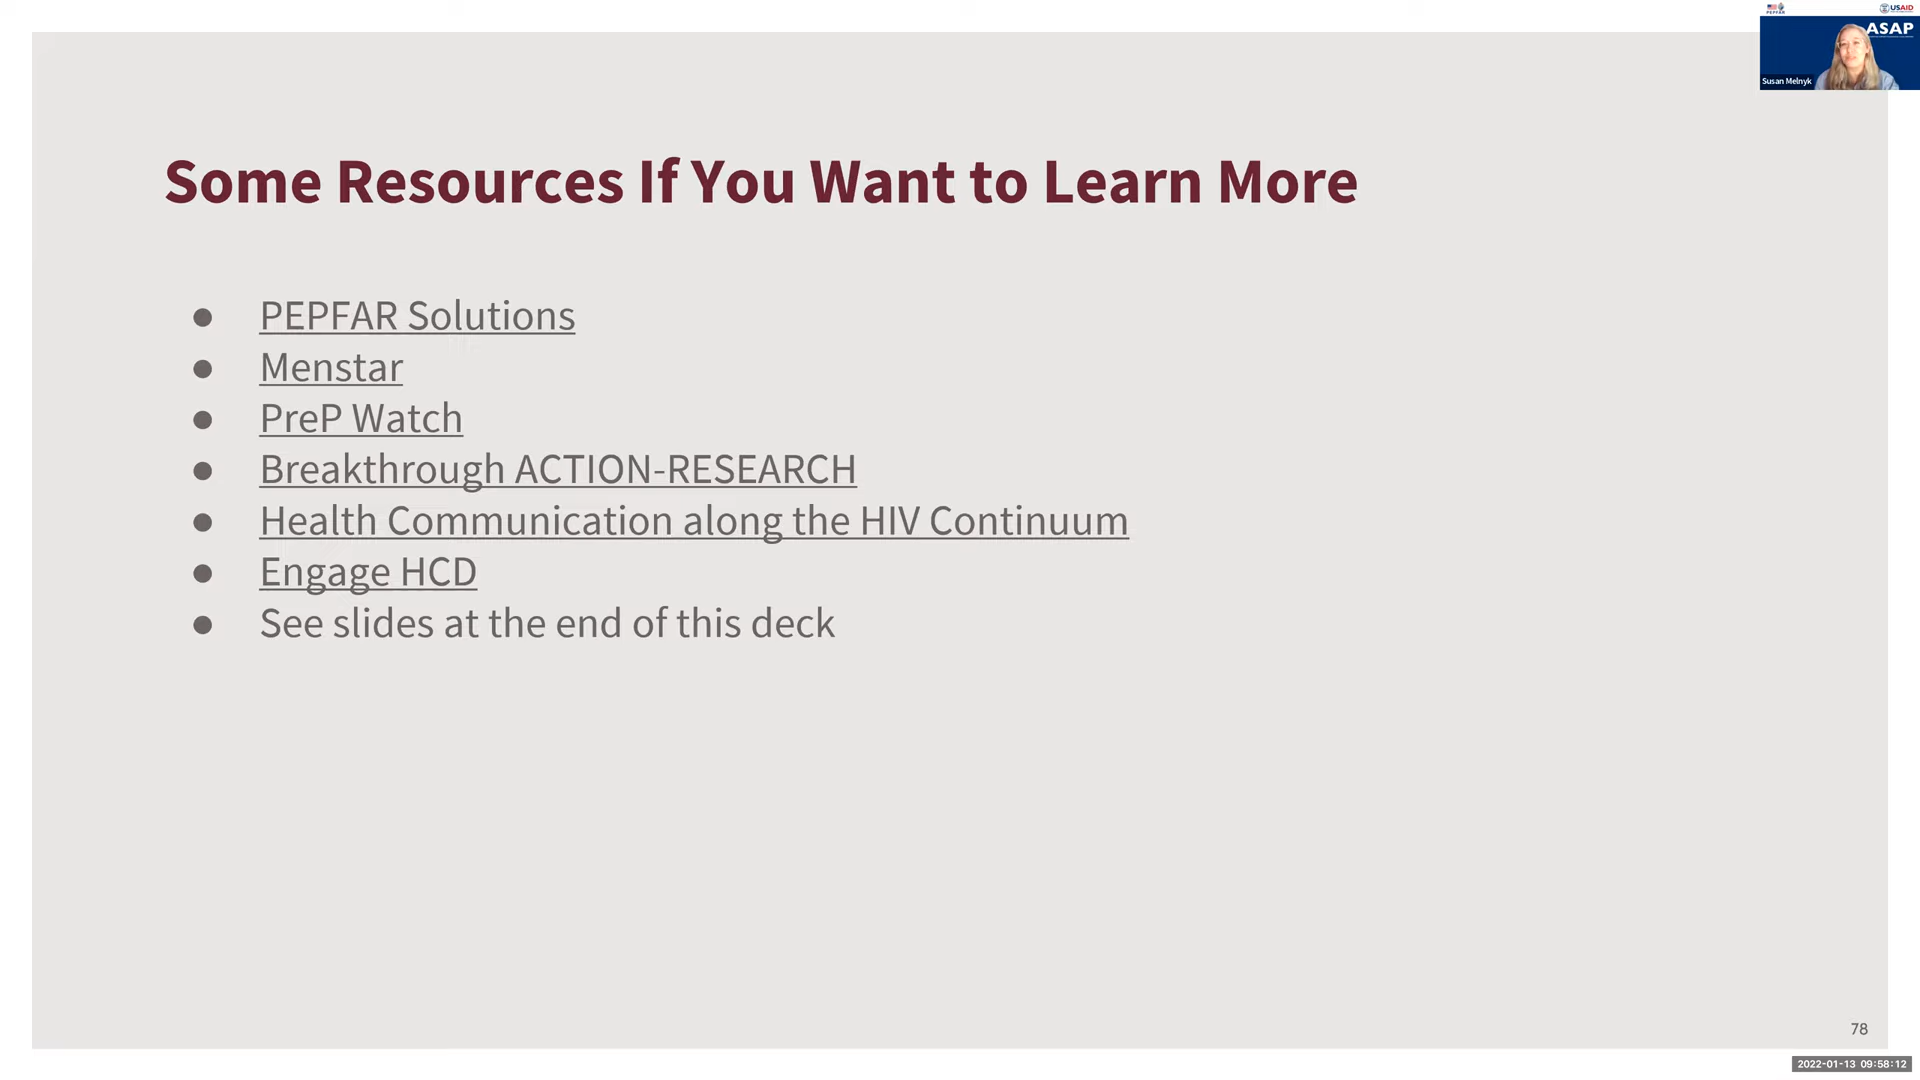 PEPFAR
USAID
ASAP
Susan Melnyk
Some Resources If You Want to Learn More
● PEPFAR Solutions
● Menstar
● PreP Watch
● Breakthrough ACTION-RESEARCH
● Health Communication along the HIV Continuum
● Engage HCD
● See slides at the end of this deck
78
2022-01-13 09:58:12